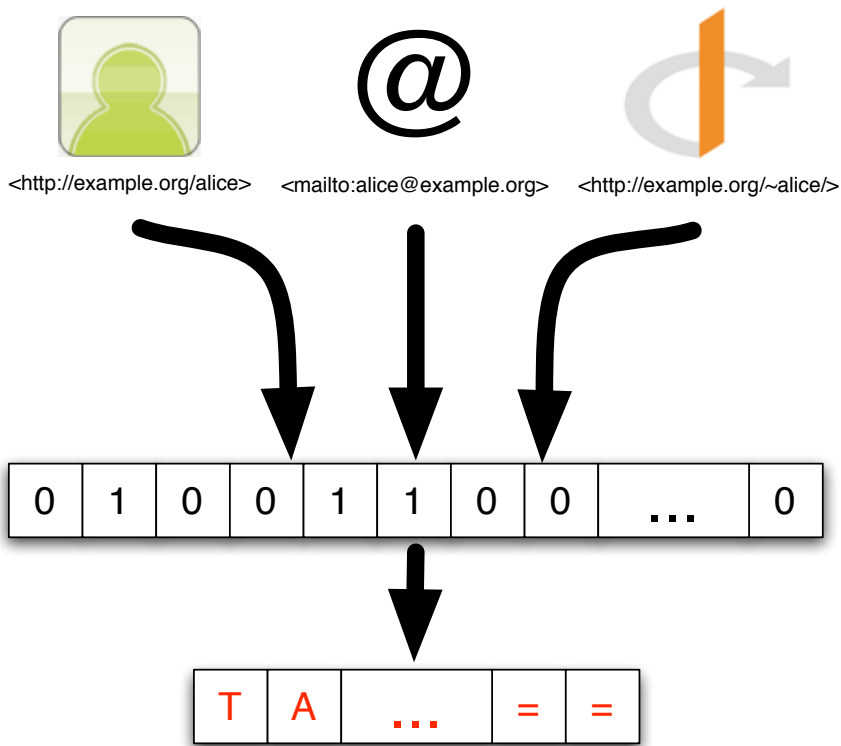 @
<http://example.org/alice> <mailto:alice@example.org> <http://example.org/~alice/>
0 1 0 0 1 1 0 0 ... 0
T A ... = =